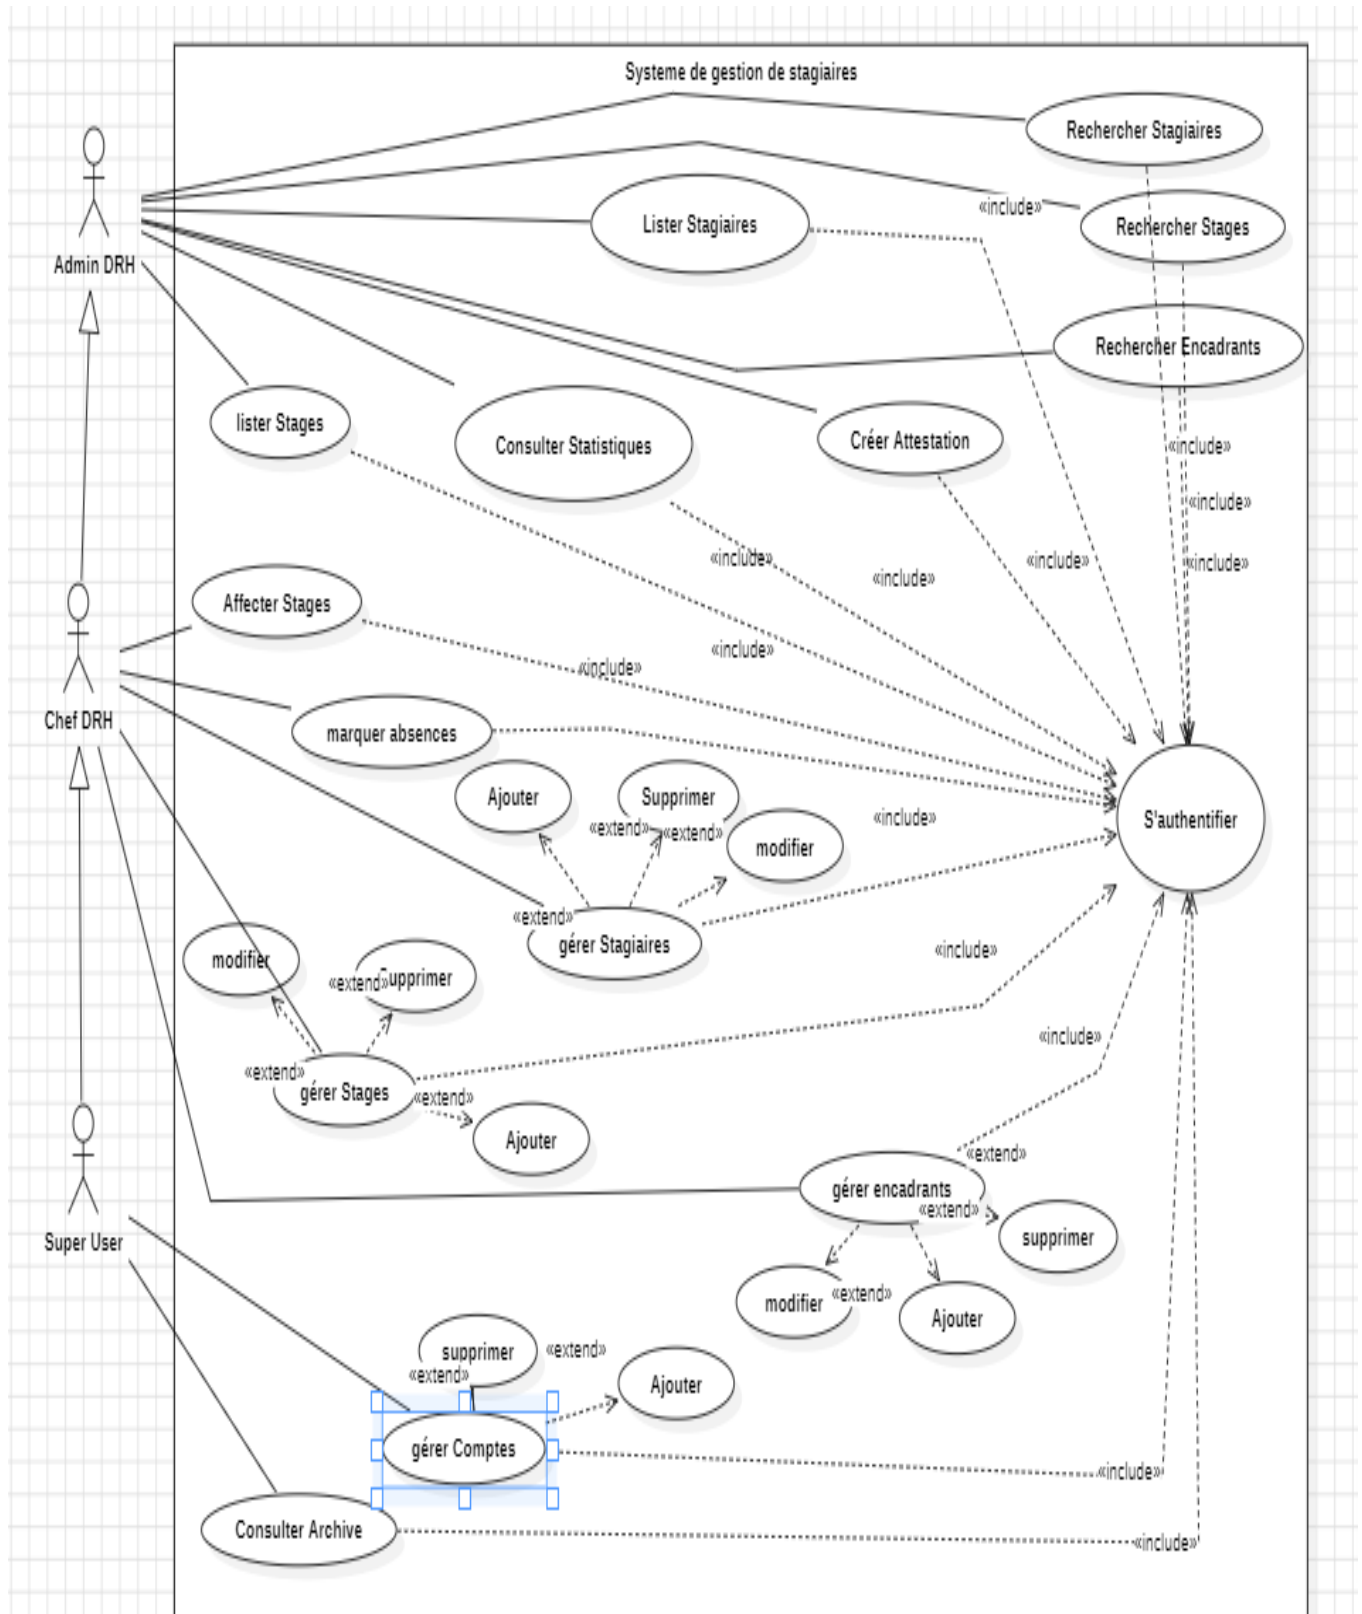 Systeme de gestion de stagiaires
Rechercher Stagiaires
«include»
Lister Stagiaires
Rechercher Stages
Admin DRH
Rechercher Encadrants
lister Stages
Consulter Statistiques
Créer Attestation
«include»
«include»
«include»
«include»
«include»
«include»
Affecter Stages
«include»
«include»
Chef DRH
marquer absences
Ajouter
Supprimer
«extend»
«extend»
modifier
«include»
S'authentifier
«extend»
gérer Stagiaires
modifier
«extend»
Supprimer
«include»
«include»
«extend»
gérer Stages
«extend»
Ajouter
«extend»
gérer encadrants
«extend»
supprimer
Super User
modifier
«extend»
Ajouter
supprimer
«extend»
«extend»
Ajouter
gérer Comptes
«include»
Consulter Archive
«include»